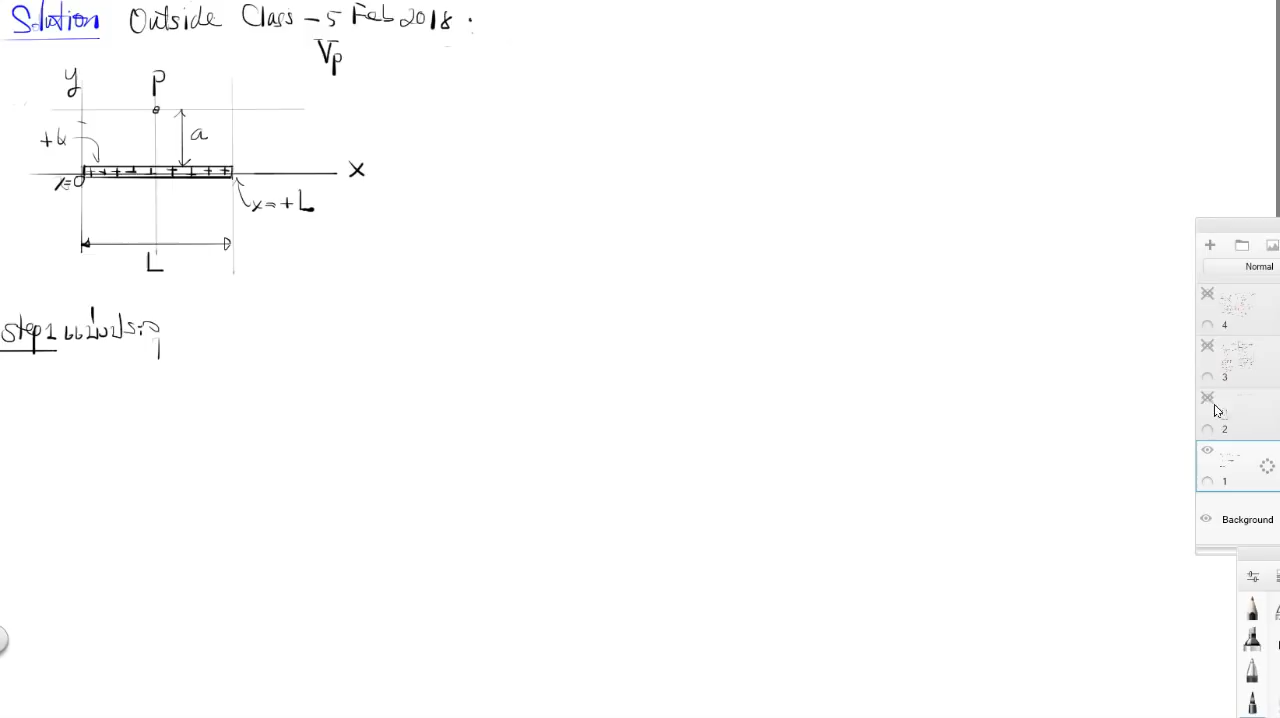 Solution Outside Class - 5 Feb 2018.
Vp
y P
+Q a
x
x=0
x=+L
L
step1 แบ่งประจุ
Normal
4
3
2
1
Background